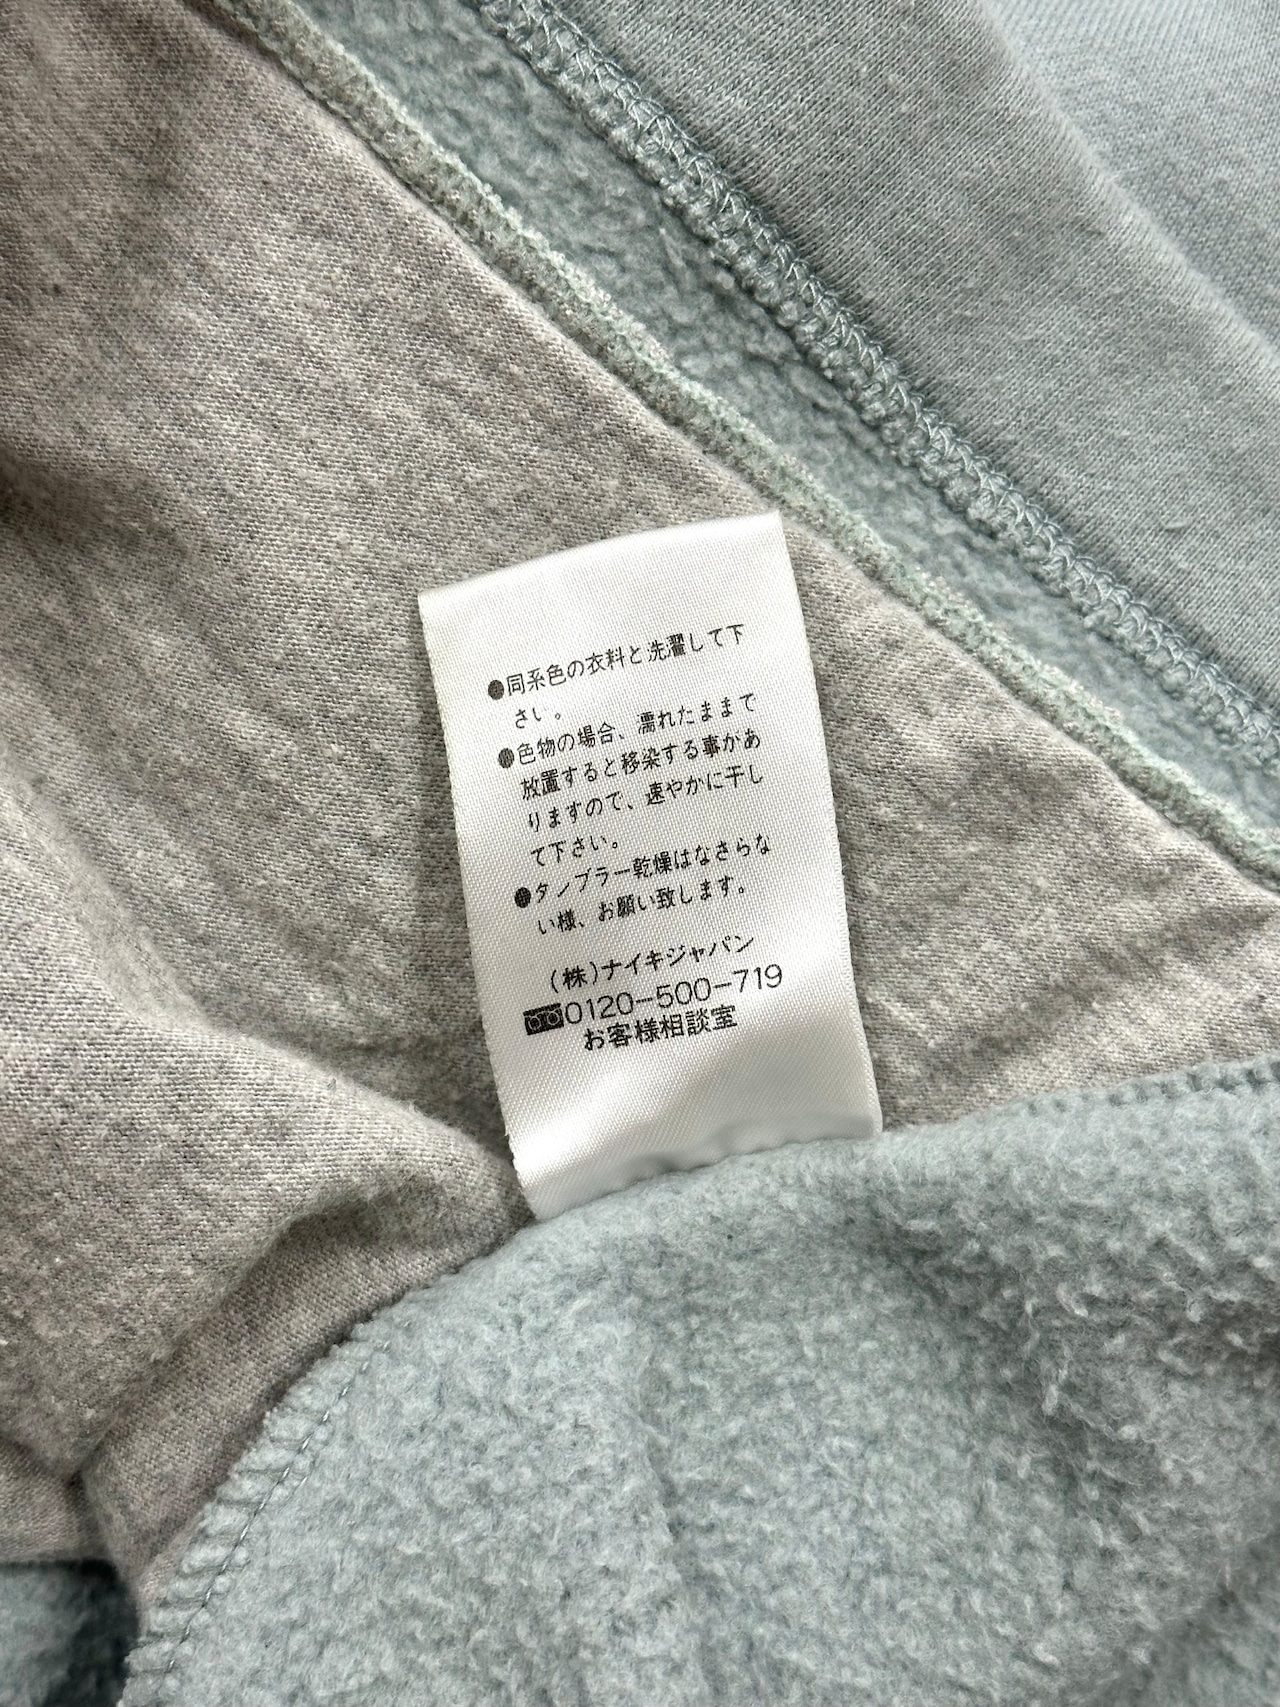 ●同系色の衣料と洗濯して下
さい。
●色物の場合、濡れたままで
放置すると移染する事があ
りますので、速やかに干し
て下さい。
●タンブラー乾燥はなさらな
い様、お願い致します。
(株)ナイキジャパン
0120-500-719
お客様相談室